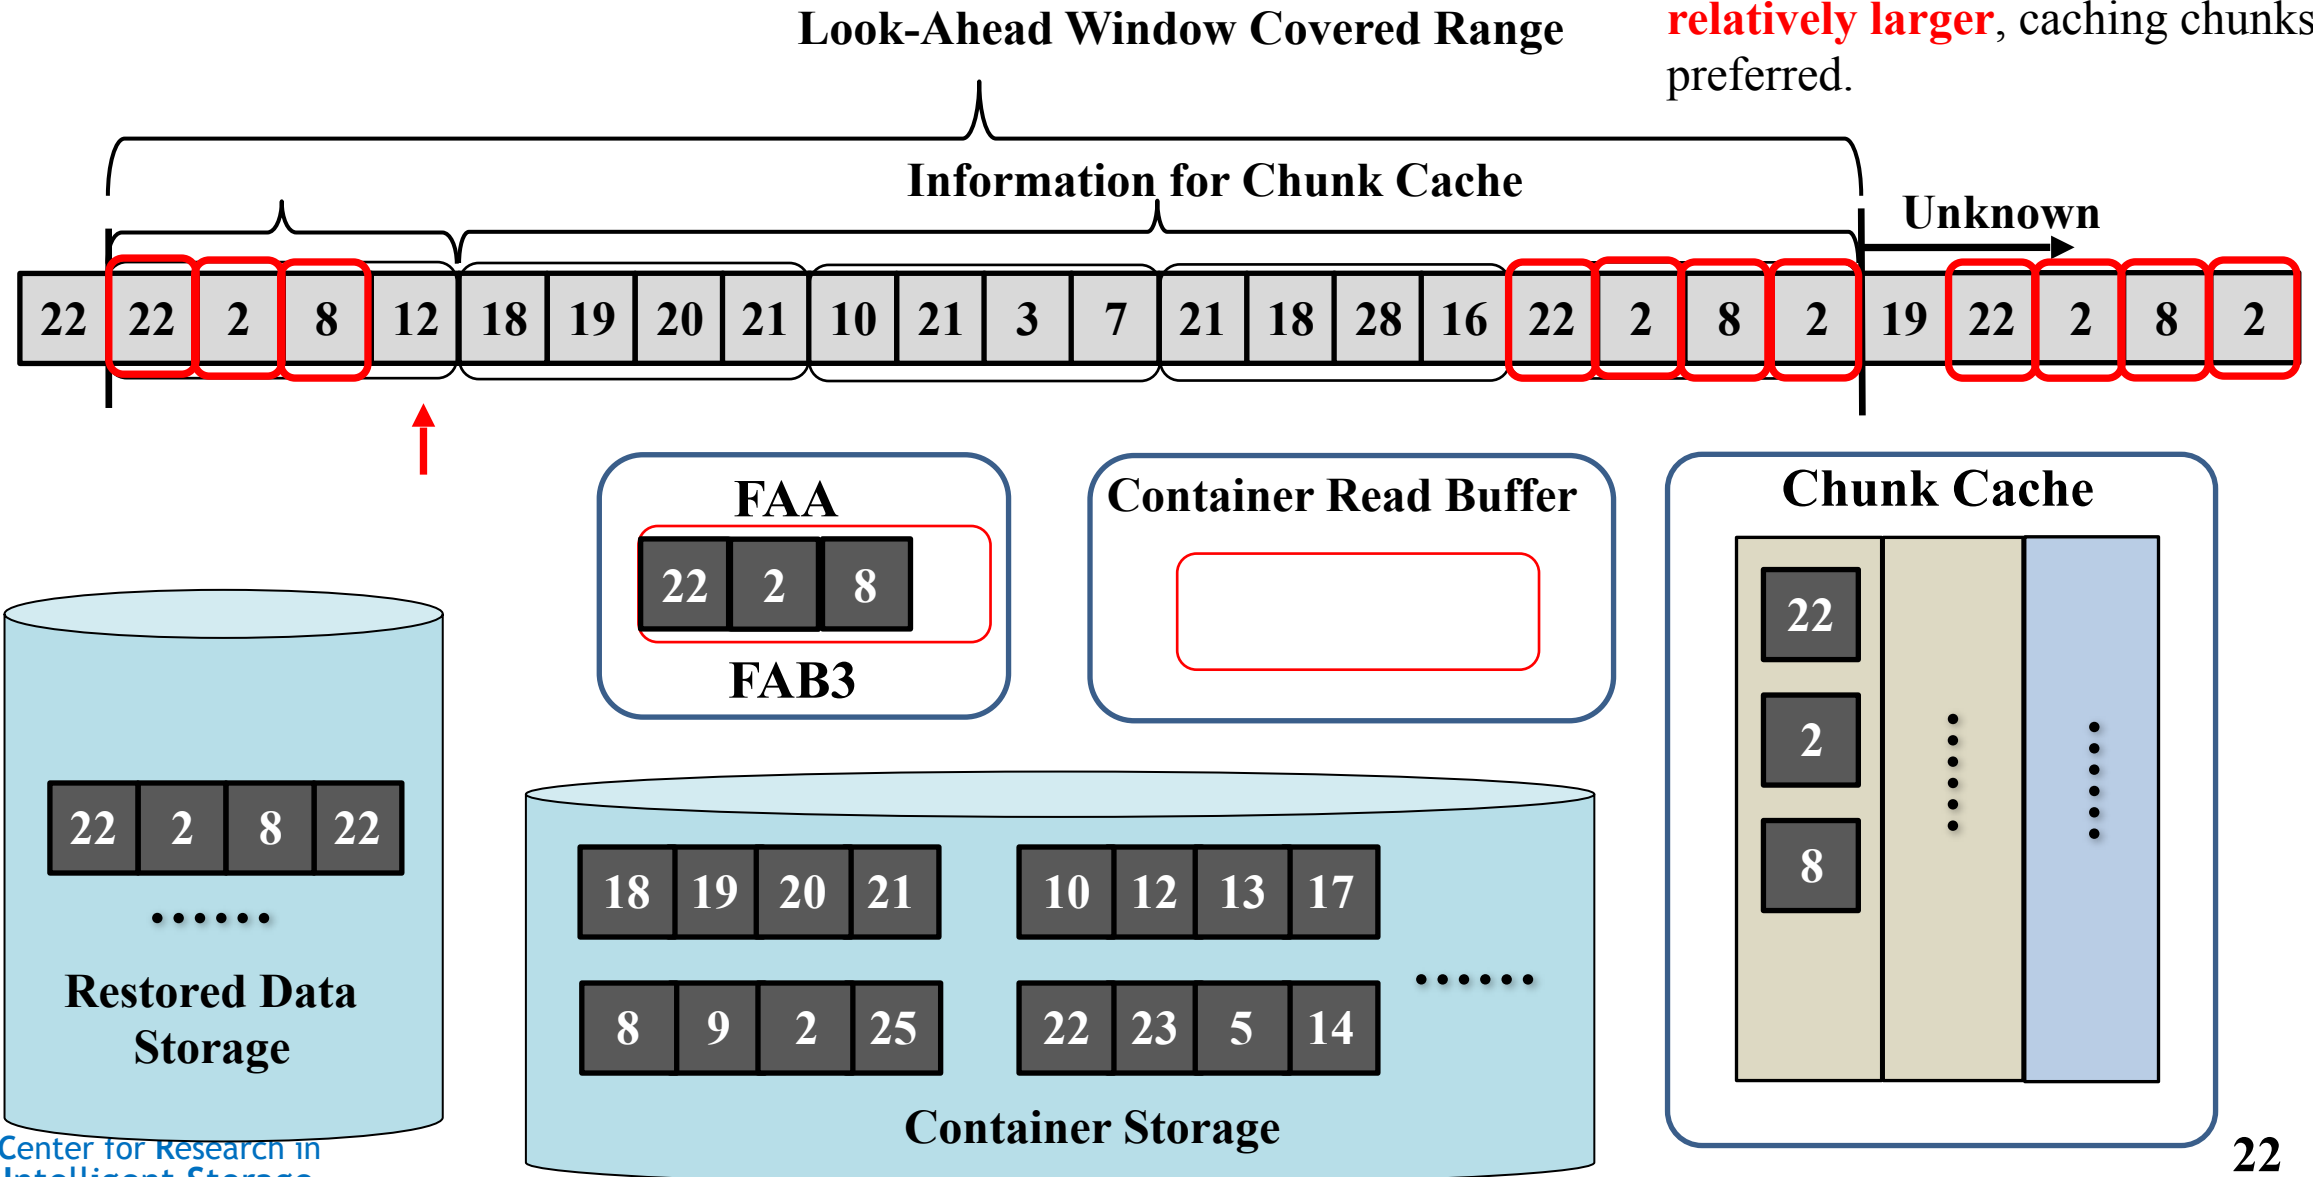 Look-Ahead Window Covered Range
relatively larger, caching chunks
preferred.
Information for Chunk Cache
Unknown
22 22 2 8 12 18 19 20 21 10 21 3 7 21 18 28 16 22 2 8 2 19 22 2 8 2
FAA
22 2 8
FAB3
Container Read Buffer
Chunk Cache
22
2
8
22 2 8 22
......
Restored Data
Storage
18 19 20 21
10 12 13 17
8 9 2 25
22 23 5 14
......
Container Storage
Center for Research in
Intelligent Storage
22